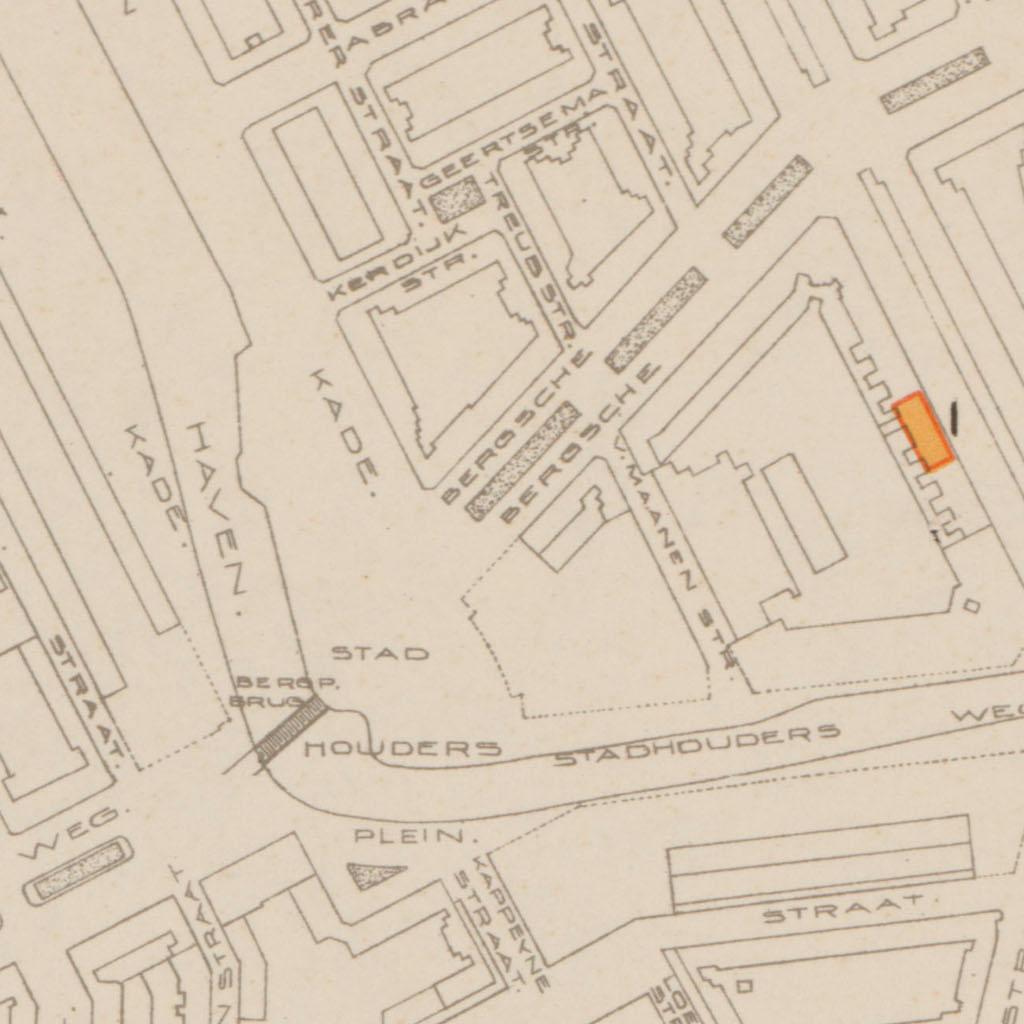 ABRA
STRAAT.
STRAAT.
GEERTSEMA
STR.
KERDIJK
STR.
TREUBSTR.
BERGSCHE
BERGSCHE
KADE.
KADE.
HAVEN.
V. MAANEN STR
STAD
BERGP.
BRUG
HOUDERS
STADHOUDERS
WEG
PLEIN.
STRAAT
WEG.
STRAAT
KAPPEYNE
STRAAT.
STRAAT.
STR